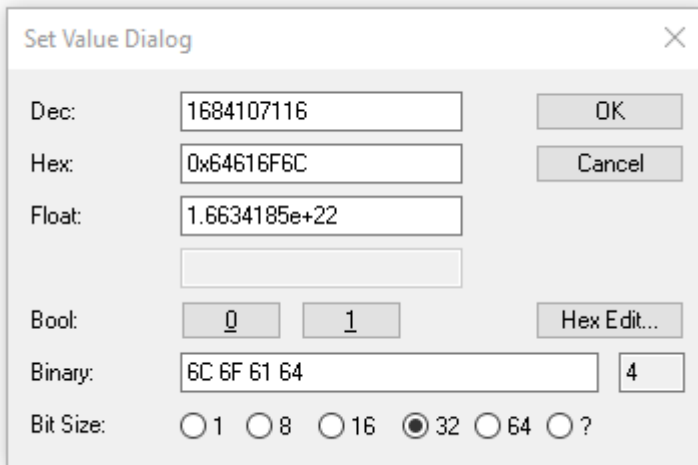 Set Value Dialog
Dec: 1684107116 OK
Hex: 0x64616F6C Cancel
Float: 1.6634185e+22
Bool: 0 1 Hex Edit...
Binary: 6C 6F 61 64 4
Bit Size: 1 8 16 32 64 ?